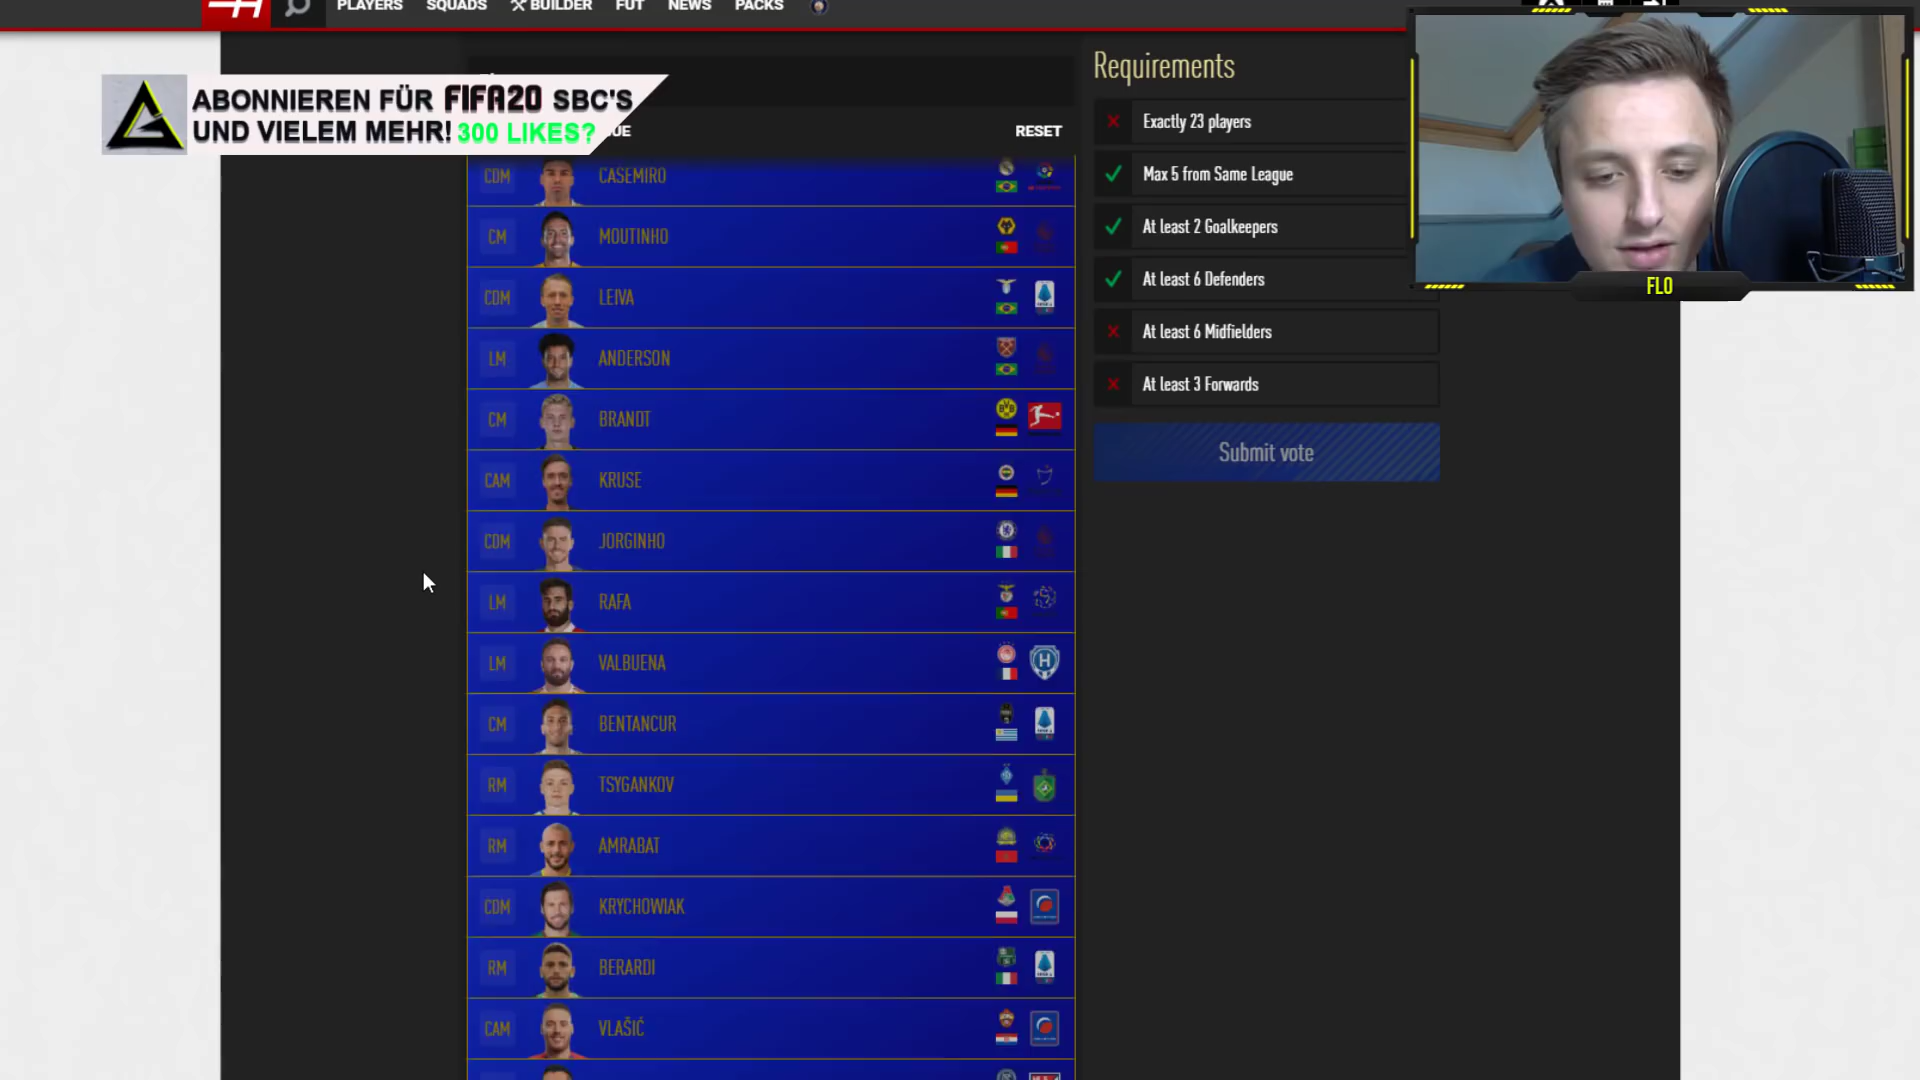 PLAYERS SQUADS BUILDER FUT NEWS PACKS
ABONNIEREN FÜR FIFA20 SBC'S
UND VIELEM MEHR! 300 LIKES?
RESET
CDM CASEMIRO
CM MOUTINHO
CDM LEIVA
LM ANDERSON
CM BRANDT
CAM KRUSE
CDM JORGINHO
LM RAFA
LM VALBUENA
CM BENTANCUR
RM TSYGANKOV
RM AMRABAT
CDM KRYCHOWIAK
RM BERARDI
CAM VLAŠIĆ
Requirements
Exactly 23 players
Max 5 from Same League
At least 2 Goalkeepers
At least 6 Defenders
At least 6 Midfielders
At least 3 Forwards
Submit vote
FLO